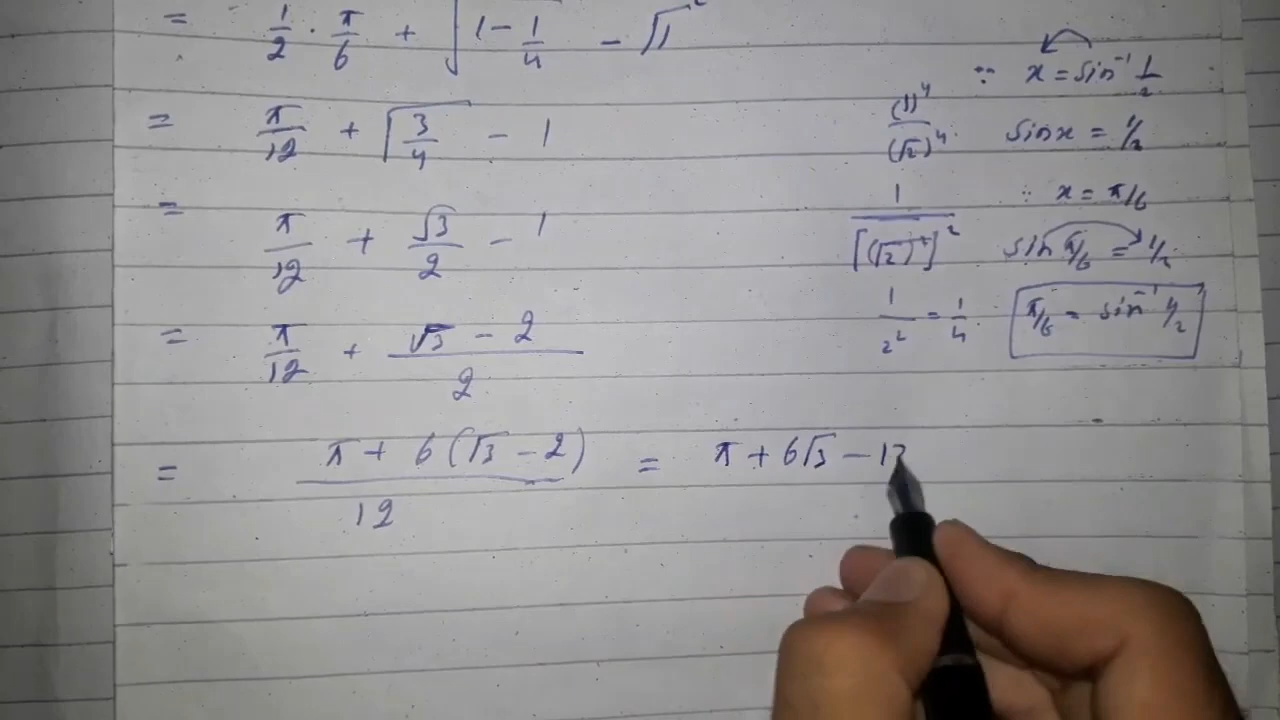 = 1/2 · π/6 + √(1 - 1/4) - √1²
= π/12 + √(3/4) - 1
= π/12 + √3/2 - 1
= π/12 + (√3 - 2)/2
= (π + 6(√3 - 2))/12 = π + 6√3 - 12
(1)⁴/(√2)⁴
1/[(√2)²]²
1/2² = 1/4
∵ x = sin⁻¹ 1/2
sinx = 1/2
∵ x = π/6
sin π/6 = 1/2
π/6 = sin⁻¹ 1/2